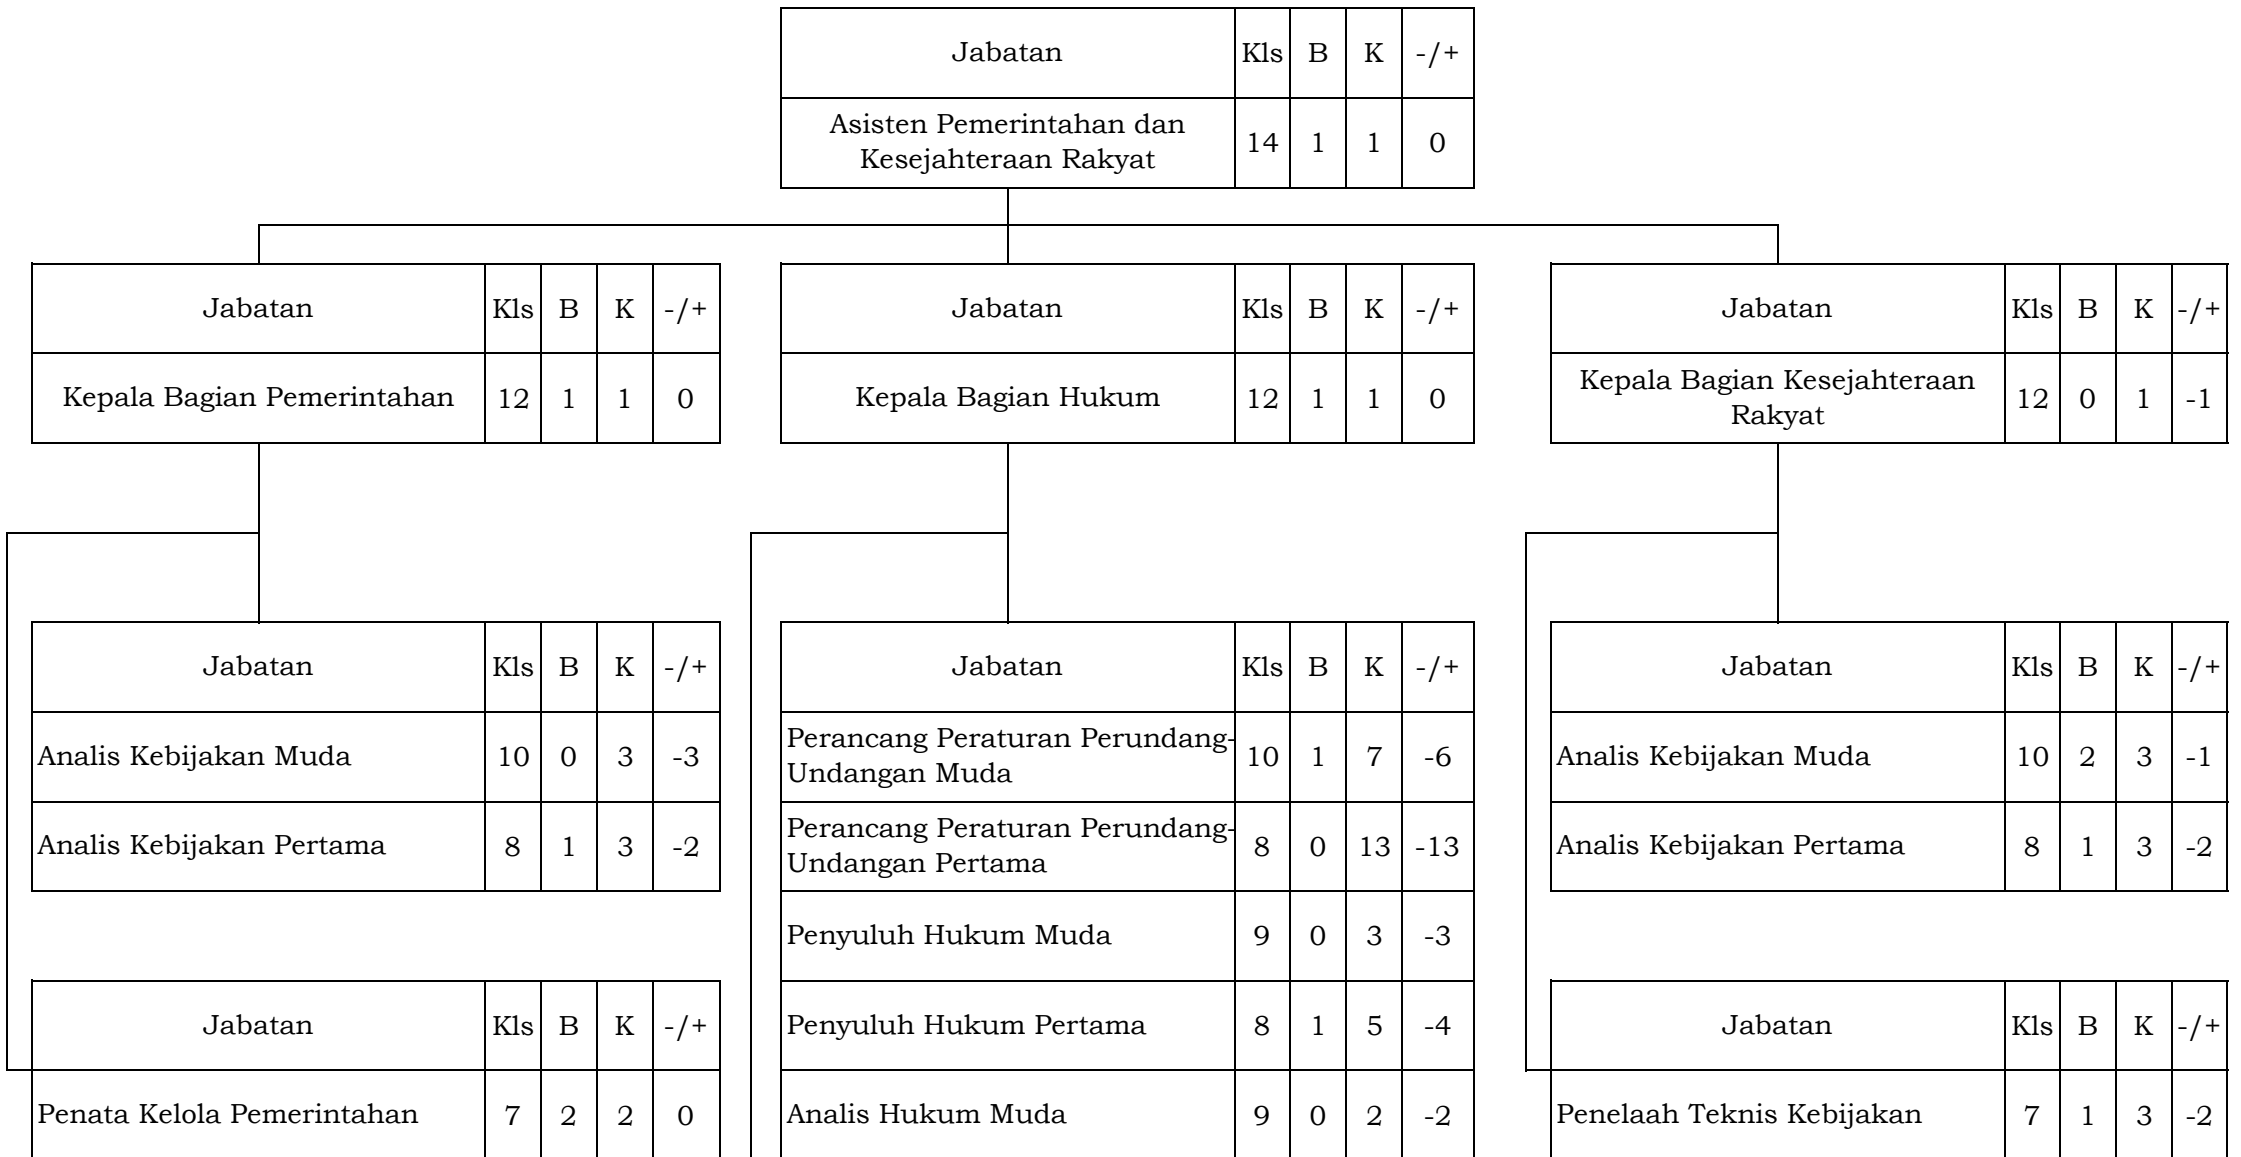 Jabatan Kls B K -/+
Asisten Pemerintahan dan
Kesejahteraan Rakyat 14 1 1 0
Jabatan Kls B K -/+
Kepala Bagian Pemerintahan 12 1 1 0
Jabatan Kls B K -/+
Kepala Bagian Hukum 12 1 1 0
Jabatan Kls B K -/+
Kepala Bagian Kesejahteraan
Rakyat 12 0 1 -1
Jabatan Kls B K -/+
Analis Kebijakan Muda 10 0 3 -3
Analis Kebijakan Pertama 8 1 3 -2
Jabatan Kls B K -/+
Penata Kelola Pemerintahan 7 2 2 0
Jabatan Kls B K -/+
Perancang Peraturan Perundang-
Undangan Muda 10 1 7 -6
Perancang Peraturan Perundang-
Undangan Pertama 8 0 13 -13
Penyuluh Hukum Muda 9 0 3 -3
Penyuluh Hukum Pertama 8 1 5 -4
Analis Hukum Muda 9 0 2 -2
Jabatan Kls B K -/+
Analis Kebijakan Muda 10 2 3 -1
Analis Kebijakan Pertama 8 1 3 -2
Jabatan Kls B K -/+
Penelaah Teknis Kebijakan 7 1 3 -2